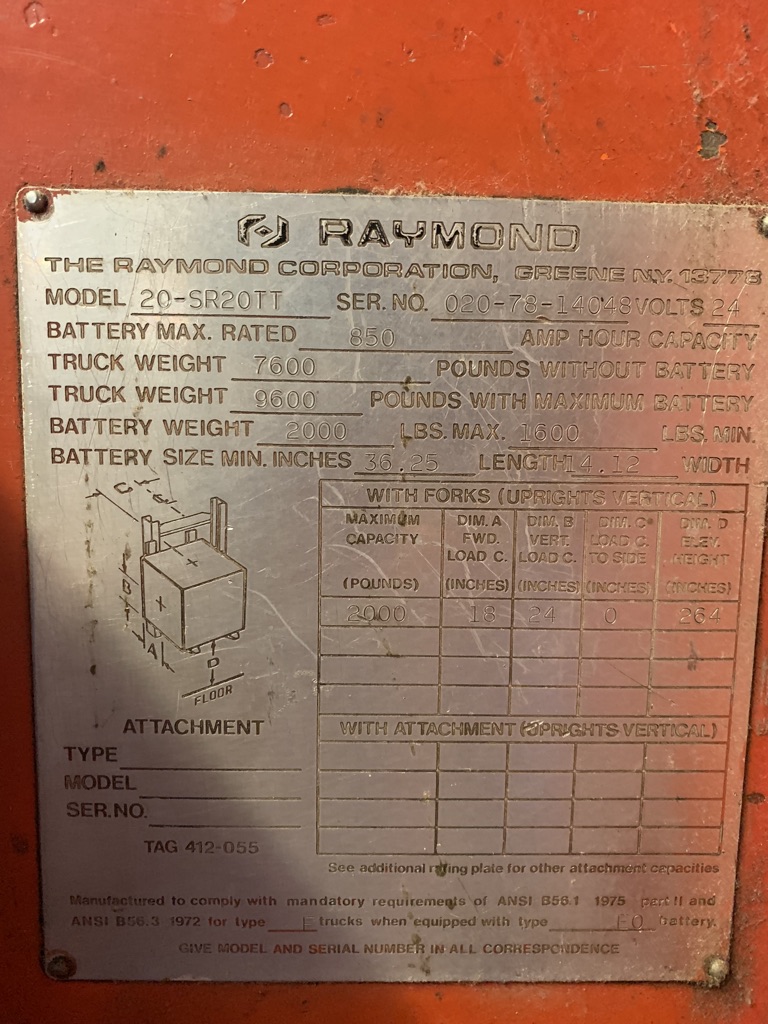 RAYMOND
THE RAYMOND CORPORATION, GREENE N.Y. 13778
MODEL 20-SR20TT SER. NO. 020-78-14048 VOLTS 24
BATTERY MAX. RATED 850 AMP HOUR CAPACITY
TRUCK WEIGHT 7600 POUNDS WITHOUT BATTERY
TRUCK WEIGHT 9600 POUNDS WITH MAXIMUM BATTERY
BATTERY WEIGHT 2000 LBS. MAX. 1600 LBS. MIN.
BATTERY SIZE MIN. INCHES 36.25 LENGTH 14.12 WIDTH
C C
B
A
D
FLOOR
WITH FORKS (UPRIGHTS VERTICAL)
MAXIMUM DIM. A DIM. B DIM. C DIM. D
CAPACITY FWD. VERT. LOAD C. ELEV.
LOAD C. LOAD C. TO SIDE HEIGHT
(POUNDS) (INCHES) (INCHES) (INCHES) (INCHES)
2000 18 24 0 264
ATTACHMENT
TYPE
MODEL
SER. NO.
TAG 412-055
WITH ATTACHMENT (UPRIGHTS VERTICAL)
See additional rating plate for other attachment capacities
Manufactured to comply with mandatory requirements of ANSI B56.1 1975 part II and
ANSI B56.3 1972 for type E trucks when equipped with type EO battery.
GIVE MODEL AND SERIAL NUMBER IN ALL CORRESPONDENCE